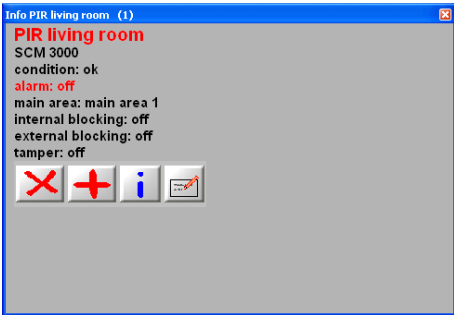 Info PIR living room (1)
PIR living room
SCM 3000
condition: ok
alarm: off
main area: main area 1
internal blocking: off
external blocking: off
tamper: off
i